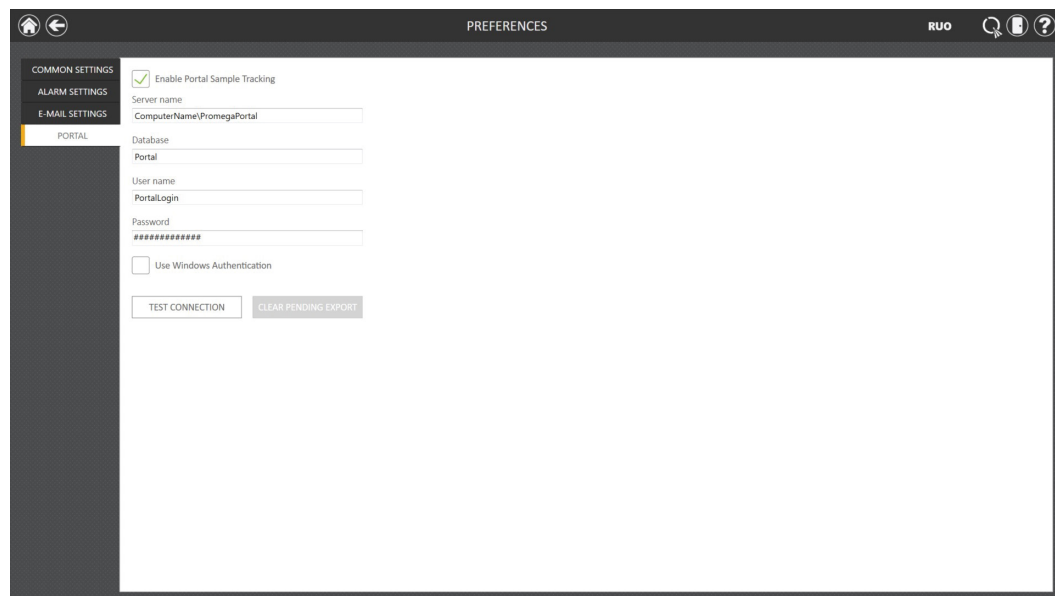 PREFERENCES
RUO
?
COMMON SETTINGS
ALARM SETTINGS
E-MAIL SETTINGS
PORTAL
Enable Portal Sample Tracking
Server name
ComputerName\PromegaPortal
Database
Portal
User name
PortalLogin
Password
#############
Use Windows Authentication
TEST CONNECTION
CLEAR PENDING EXPORT